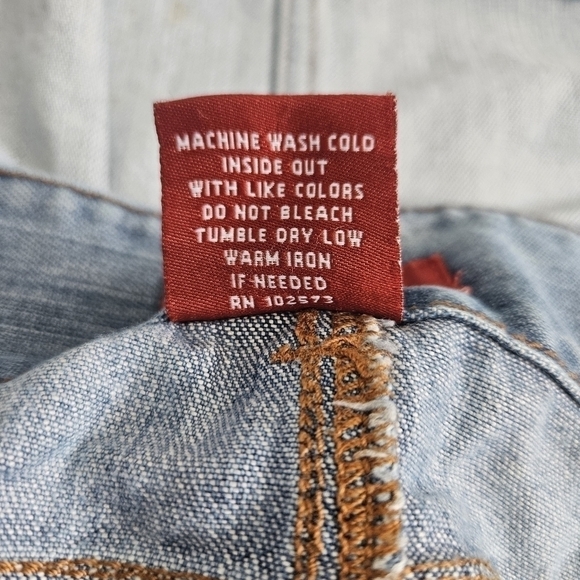 MACHINE WASH COLD
INSIDE OUT
WITH LIKE COLORS
DO NOT BLEACH
TUMBLE DRY LOW
WARM IRON
IF NEEDED
RN 102573